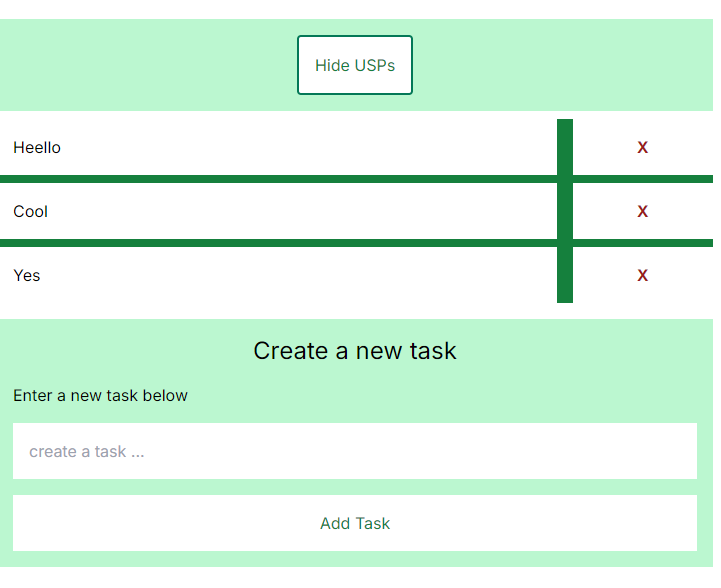 Hide USPs
Heello X
Cool X
Yes X
Create a new task
Enter a new task below
create a task ...
Add Task